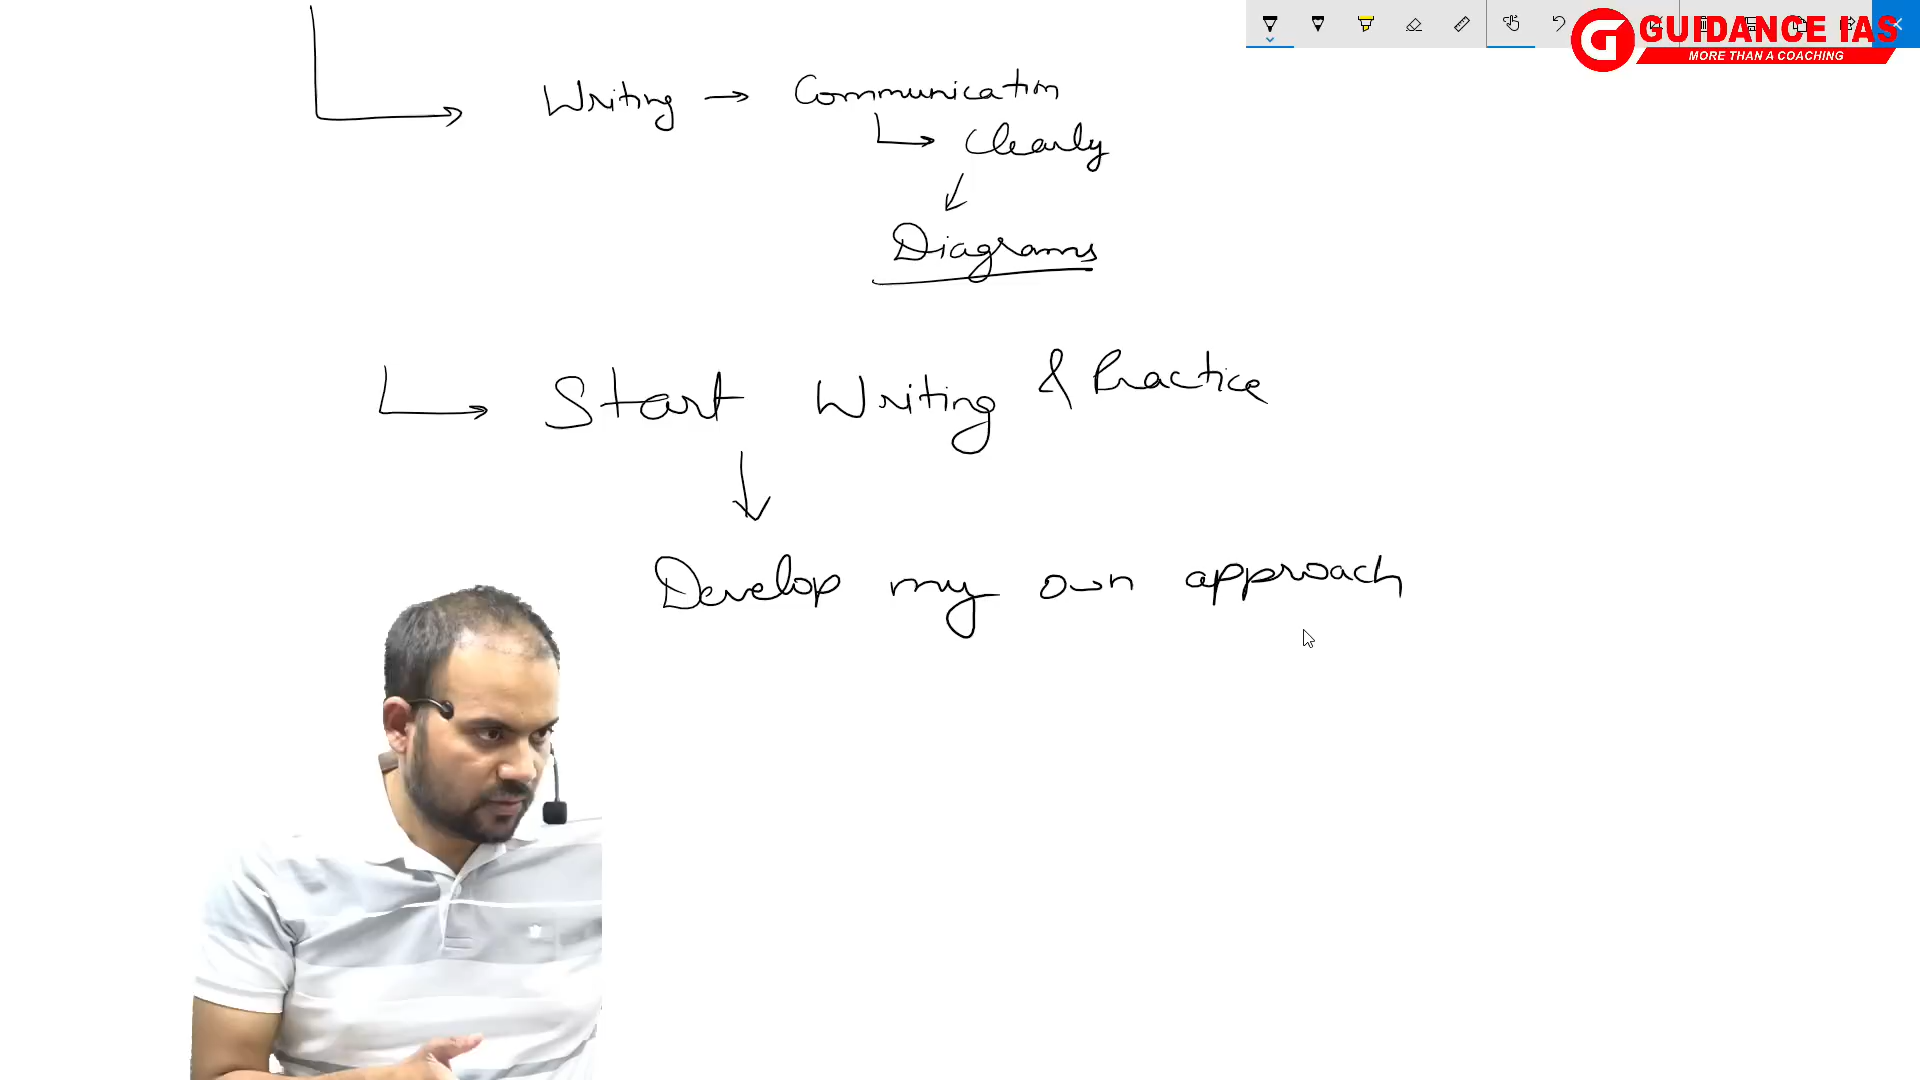 GUIDANCE IAS
MORE THAN A COACHING
Writing → Communication
↳ Clearly
↙
Diagrams
↳ Start Writing & Practice
↓
Develop my own approach